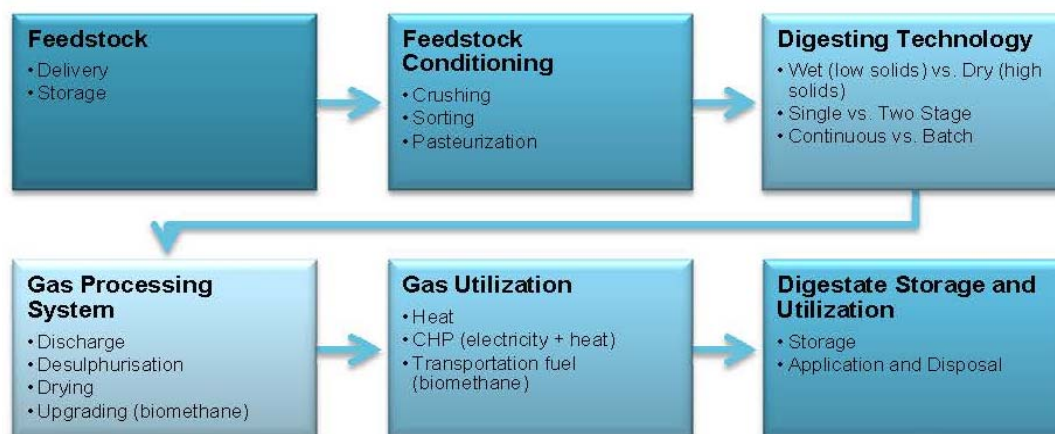 Feedstock
• Delivery
• Storage
Feedstock
Conditioning
• Crushing
• Sorting
• Pasteurization
Digesting Technology
• Wet (low solids) vs. Dry (high
solids)
• Single vs. Two Stage
• Continuous vs. Batch
Gas Processing
System
• Discharge
• Desulphurisation
• Drying
• Upgrading (biomethane)
Gas Utilization
• Heat
• CHP (electricity + heat)
• Transportation fuel
(biomethane)
Digestate Storage and
Utilization
• Storage
• Application and Disposal